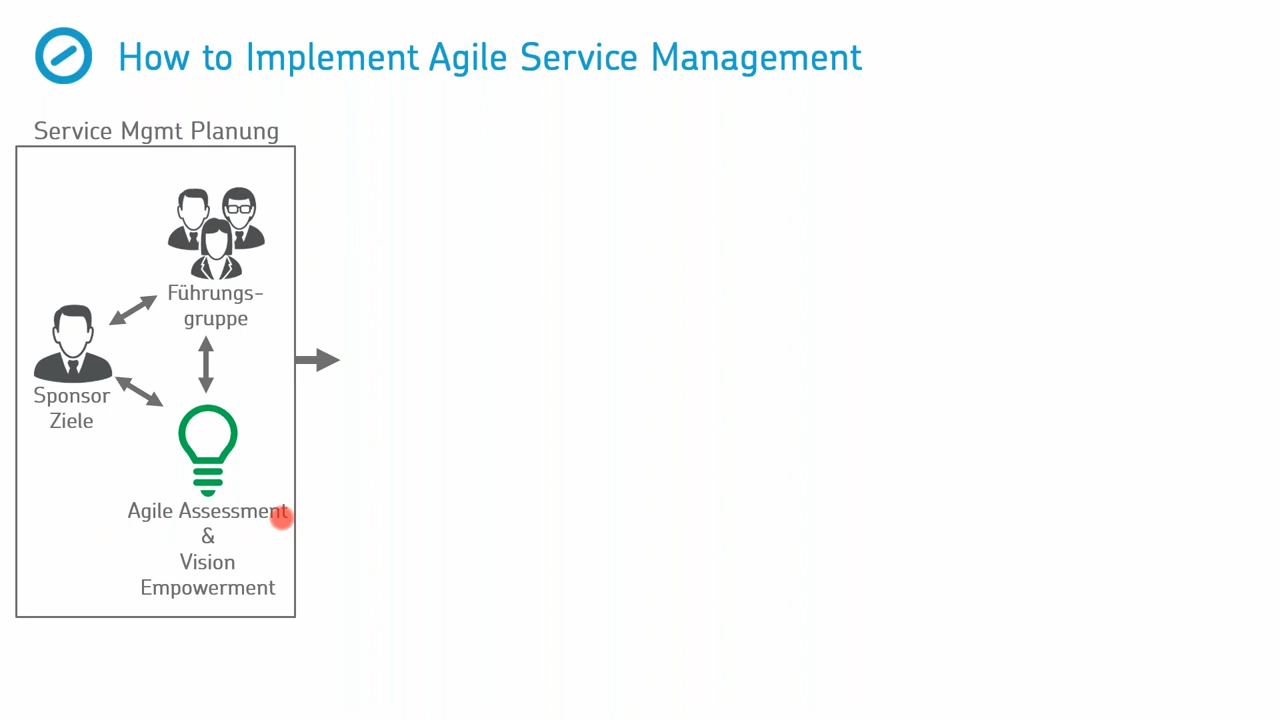 How to Implement Agile Service Management
Service Mgmt Planung
Führungs-
gruppe
Sponsor
Ziele
Agile Assessment
&
Vision
Empowerment